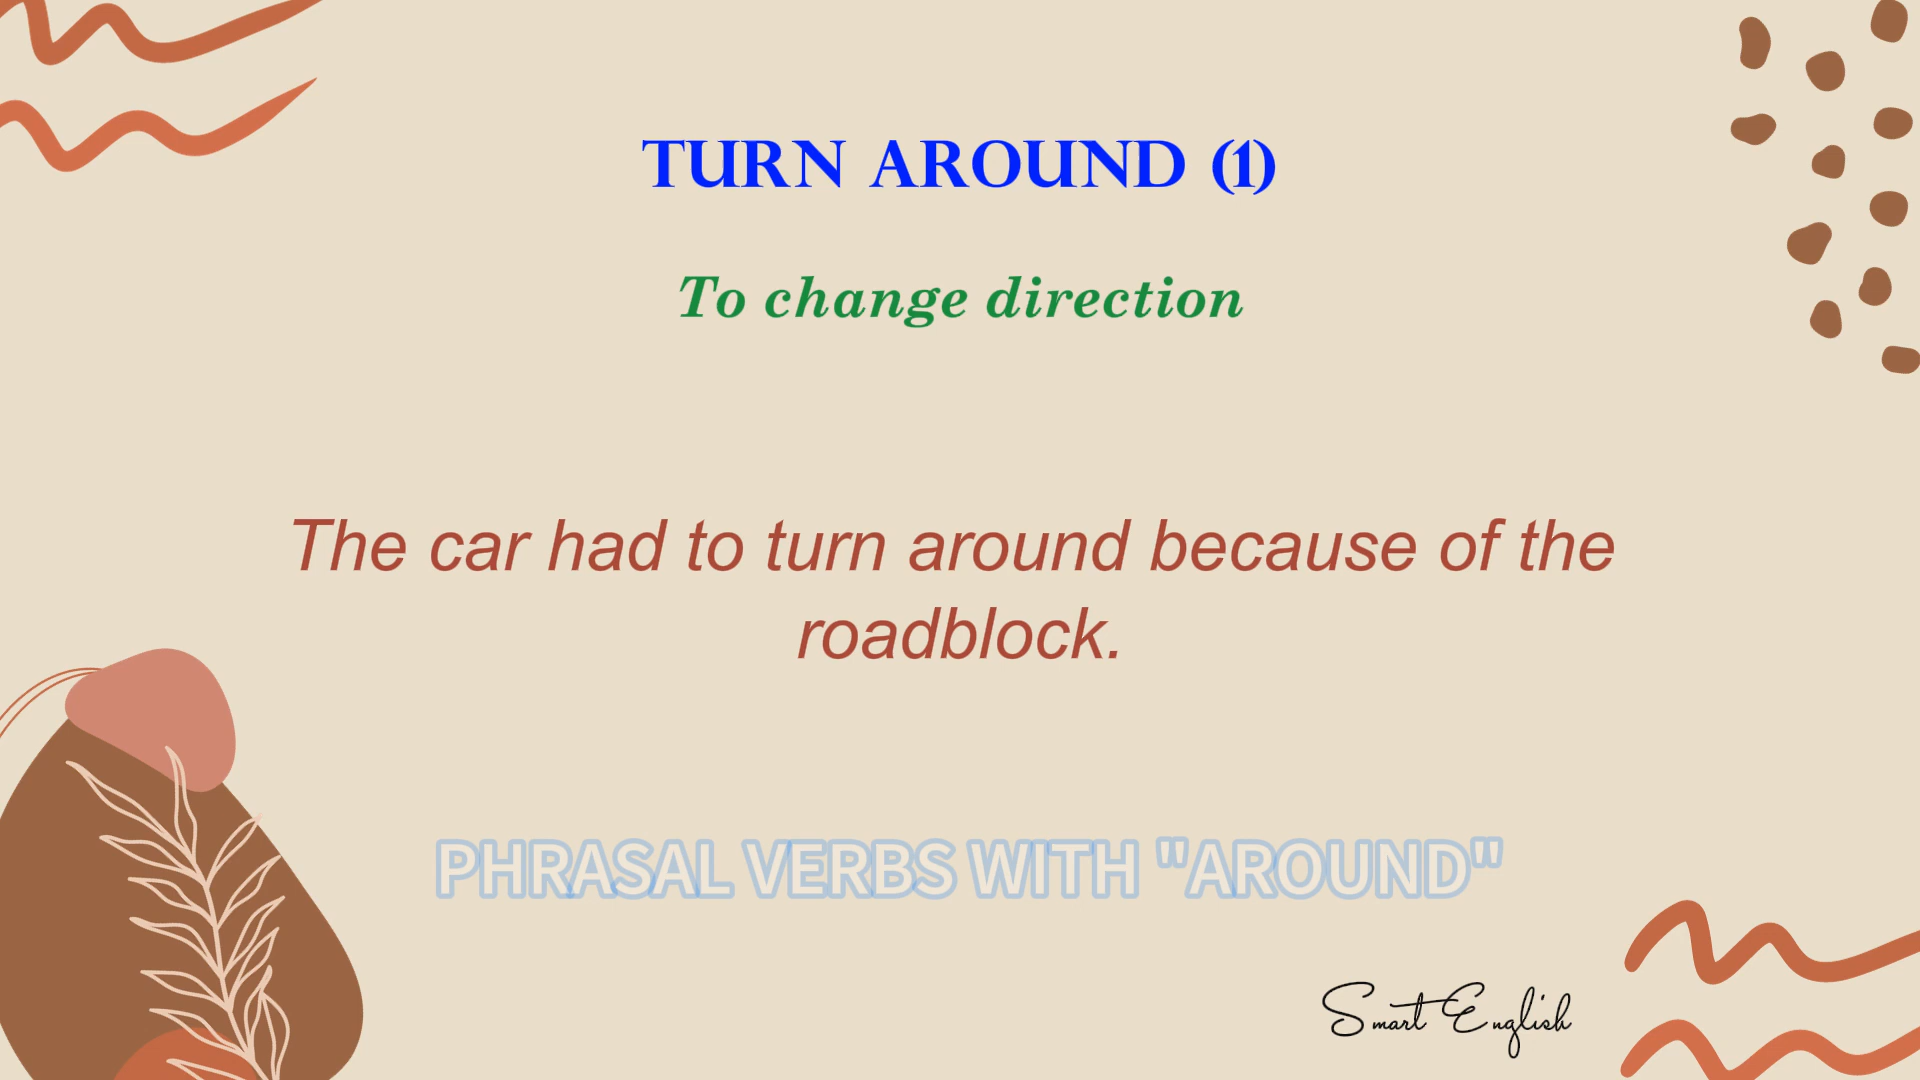 TURN AROUND (1)
To change direction
The car had to turn around because of the
roadblock.
PHRASAL VERBS WITH "AROUND"
Smart English